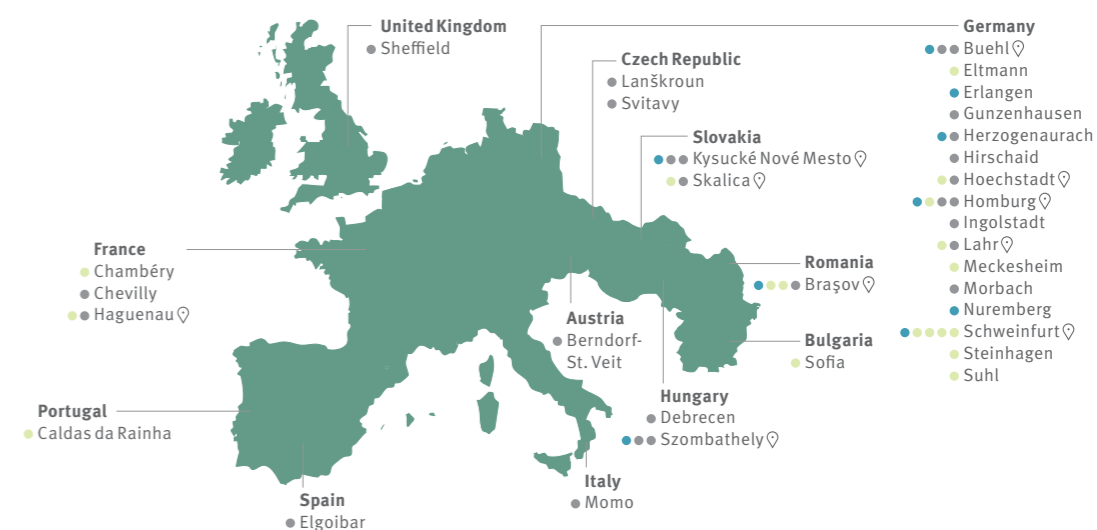 United Kingdom
Sheffield
Czech Republic
Lanškroun
Svitavy
Slovakia
Kysucké Nové Mesto
Skalica
Germany
Buehl
Eltmann
Erlangen
Gunzenhausen
Herzogenaurach
Hirschaid
Hoechstadt
Homburg
Ingolstadt
Lahr
Meckesheim
Morbach
Nuremberg
Schweinfurt
Steinhagen
Suhl
France
Chambéry
Chevilly
Haguenau
Romania
Braşov
Austria
Berndorf-
St. Veit
Bulgaria
Sofia
Hungary
Debrecen
Szombathely
Portugal
Caldas da Rainha
Italy
Momo
Spain
Elgoibar